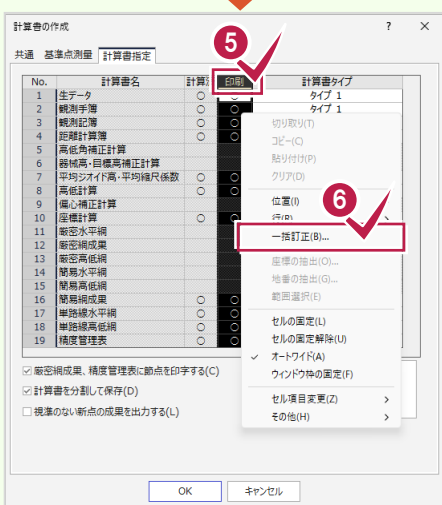 計算書の作成 ? ×
共通 基準点測量 計算書指定
5
No. 計算書名 計算 印刷 計算書タイプ
1 生データ ○ ○ タイプ 1
2 観測手簿 ○ ○ タイプ 1
3 観測記簿 ○ ○
4 距離計算簿 ○ ○
5 高低角補正計算
6 器械高・目標高補正計算
7 平均ジオイド高・平均縮尺係数 ○ ○
8 高低計算 ○ ○
9 偏心補正計算
10 座標計算 ○ ○
11 厳密水平網
12 厳密網成果
13 厳密高低網
14 簡易水平網
15 簡易高低網
16 簡易網成果 ○ ○
17 単路線水平網 ○ ○
18 単路線高低網 ○ ○
19 精度管理表 ○ ○
切り取り(T)
コピー(C)
貼り付け(P)
クリア(D)
位置(I)
6
行(R)
一括訂正(B)...
座標の抽出(O)...
地番の抽出(G)...
範囲選択(E)
セルの固定(L)
セルの固定解除(U)
✓ オートワイド(A)
ウィンドウ枠の固定(F)
セル項目変更(Z) >
その他(H) >
厳密網成果、精度管理表に節点を印字する(C)
計算書を分割して保存(D)
視準のない新点の成果を出力する(L)
OK キャンセル